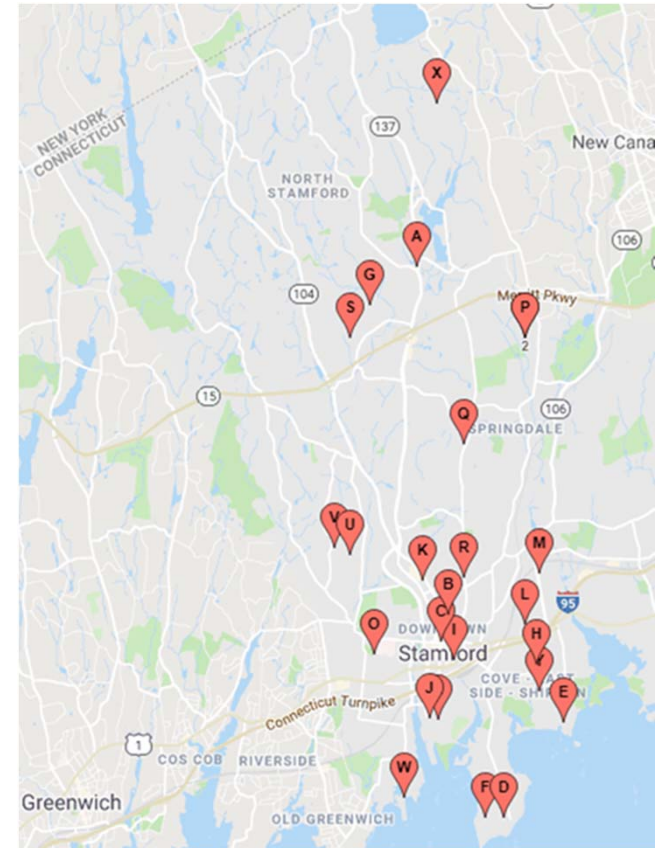 X
137
New Cana
NEW YORK
CONNECTICUT
NORTH
STAMFORD
A
106
G
104
S
Merritt Pkwy
P
2
15
106
Q
SPRINGDALE
V
U
K
R
M
B
L
95
C
O
DOWNTOWN
I
H
Stamford
Y
COVE - EAST
SIDE - SHIPPAN
J
E
Connecticut Turnpike
1
COS COB
RIVERSIDE
W
F
D
Greenwich
OLD GREENWICH